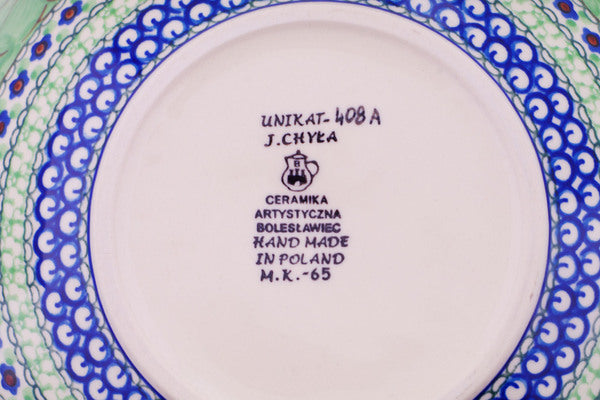 UNIKAT-408A
J.CHYŁA
B
CERAMIKA
ARTYSTYCZNA
BOLESŁAWIEC
HAND MADE
IN POLAND
M.K.-65